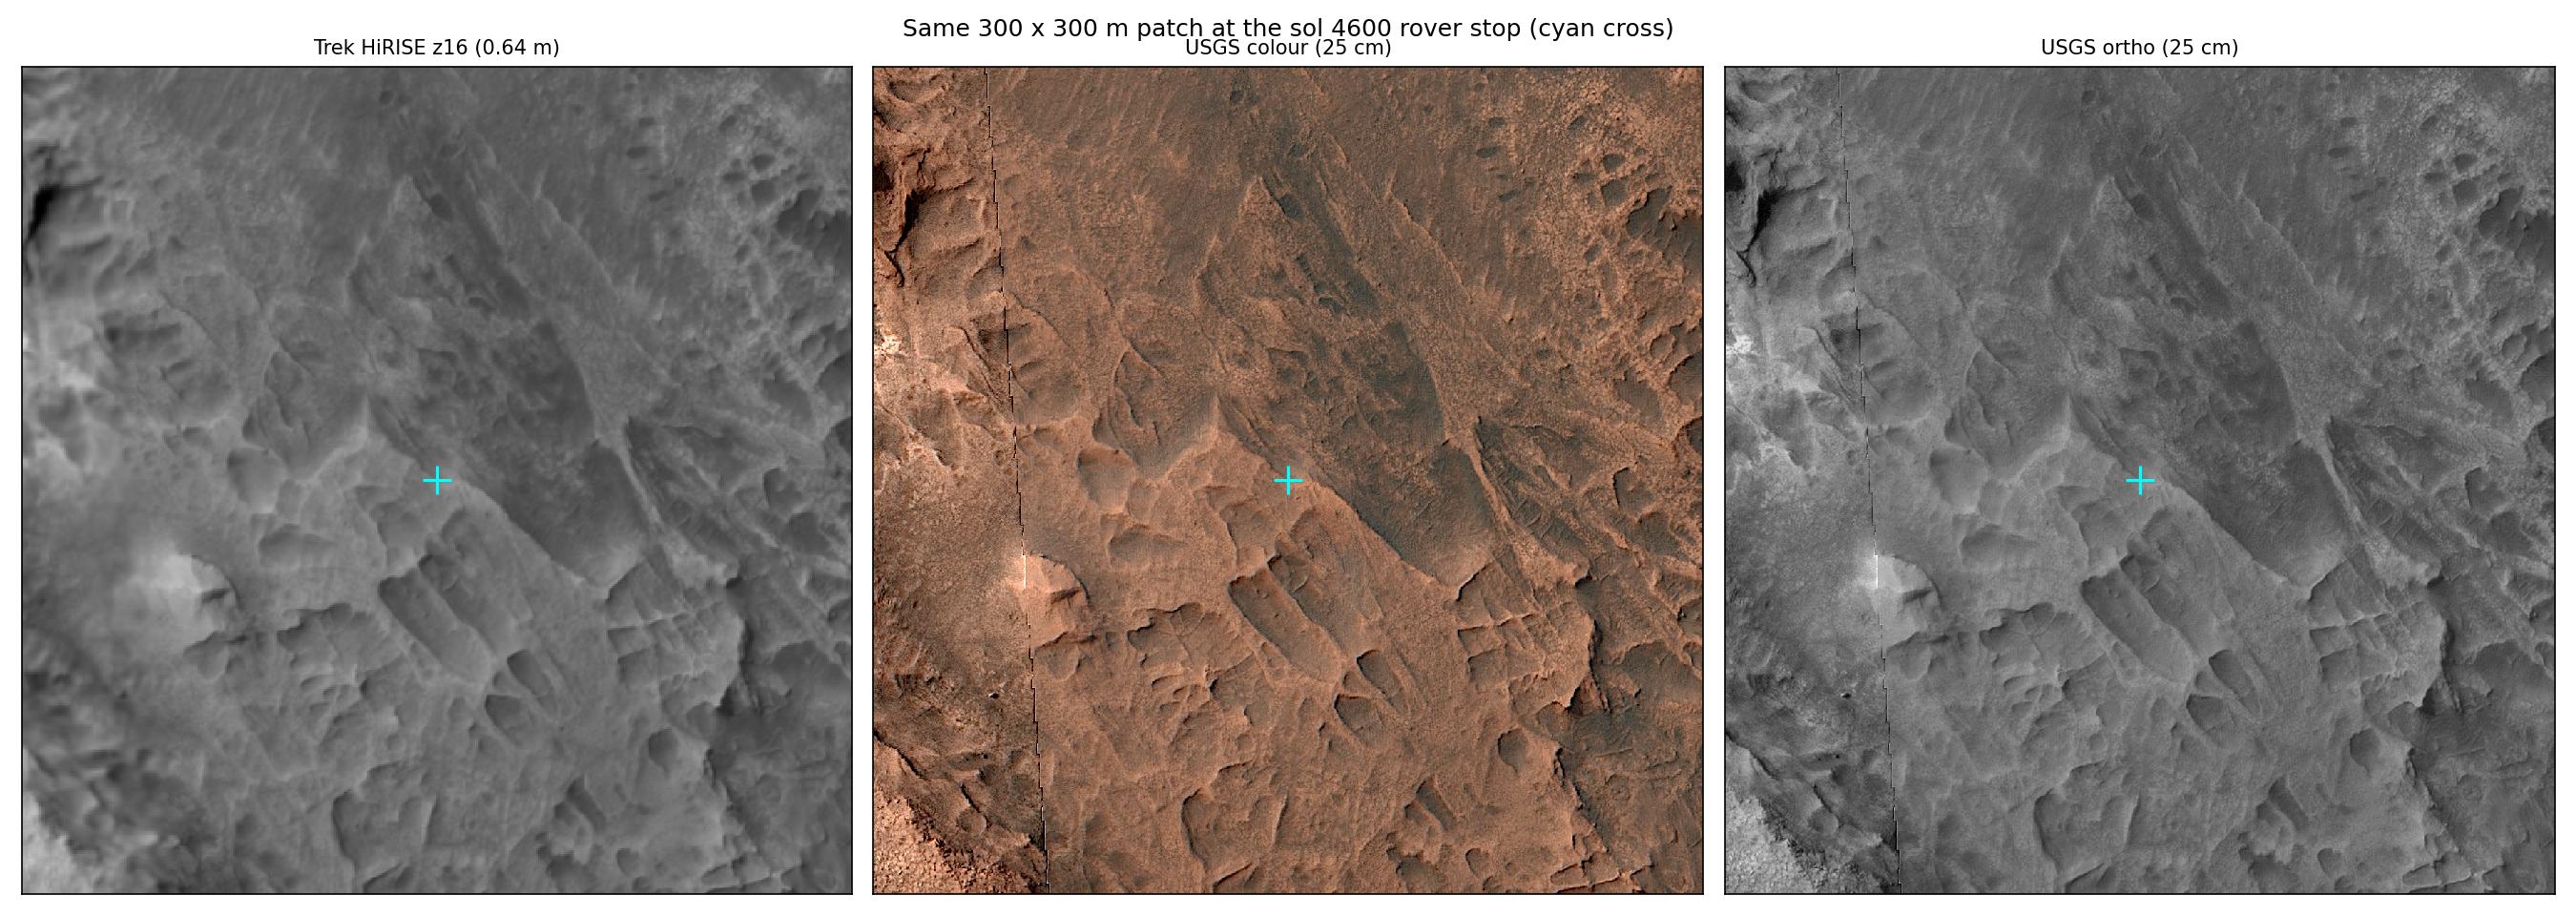 Same 300 x 300 m patch at the sol 4600 rover stop (cyan cross)
Trek HiRISE z16 (0.64 m)
USGS colour (25 cm)
USGS ortho (25 cm)